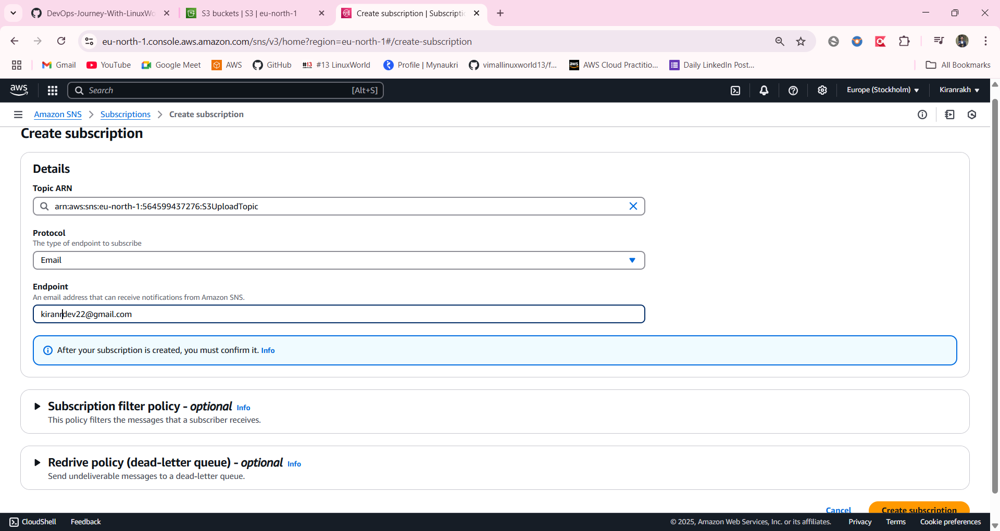 DevOps-Journey-With-LinuxWo
S3 buckets | S3 | eu-north-1
Create subscription | Subscriptio
eu-north-1.console.aws.amazon.com/sns/v3/home?region=eu-north-1#/create-subscription
Gmail
YouTube
Google Meet
AWS
GitHub
#13 #13 LinuxWorld
Profile | Mynaukri
vimallinuxworld13/f...
aws AWS Cloud Practitio...
Daily LinkedIn Post...
All Bookmarks
aws
Search
[Alt+S]
Europe (Stockholm)
Kiranrakh
Amazon SNS
Subscriptions
Create subscription
Create subscription
Details
Topic ARN
arn:aws:sns:eu-north-1:564599437276:S3UploadTopic
Protocol
The type of endpoint to subscribe
Email
Endpoint
An email address that can receive notifications from Amazon SNS.
kiranrdev22@gmail.com
After your subscription is created, you must confirm it. Info
Subscription filter policy - optional Info
This policy filters the messages that a subscriber receives.
Redrive policy (dead-letter queue) - optional Info
Send undeliverable messages to a dead-letter queue.
Cancel
Create subscription
CloudShell
Feedback
© 2025, Amazon Web Services, Inc. or its affiliates.
Privacy
Terms
Cookie preferences